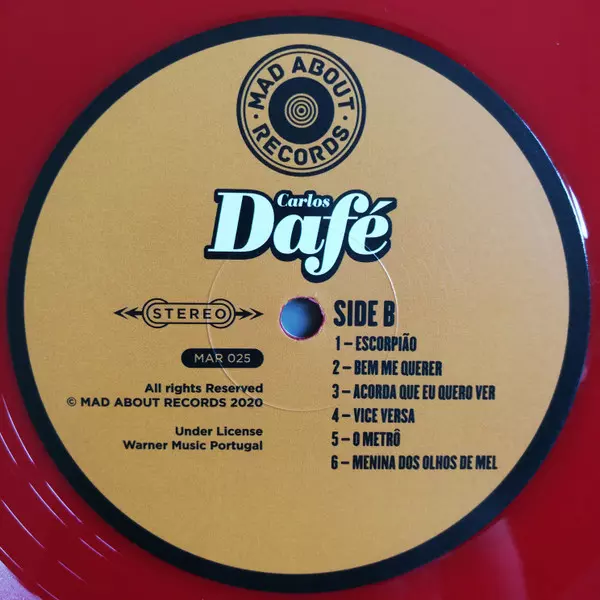 · MAD ABOUT ·
RECORDS
Carlos
Dafé
STEREO
MAR 025
All rights Reserved
© MAD ABOUT RECORDS 2020
Under License
Warner Music Portugal
SIDE B
1 – ESCORPIÃO
2 – BEM ME QUERER
3 – ACORDA QUE EU QUERO VER
4 – VICE VERSA
5 – O METRÔ
6 – MENINA DOS OLHOS DE MEL